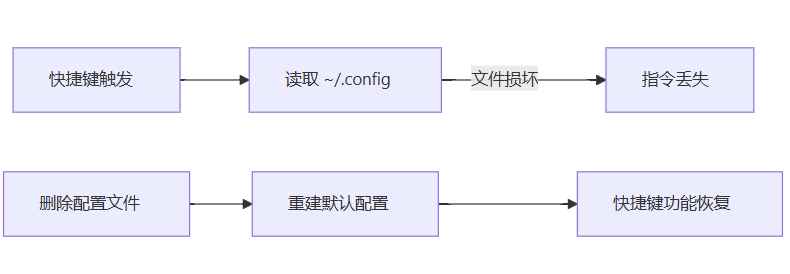 快捷键触发
读取 ~/.config
文件损坏
指令丢失
删除配置文件
重建默认配置
快捷键功能恢复